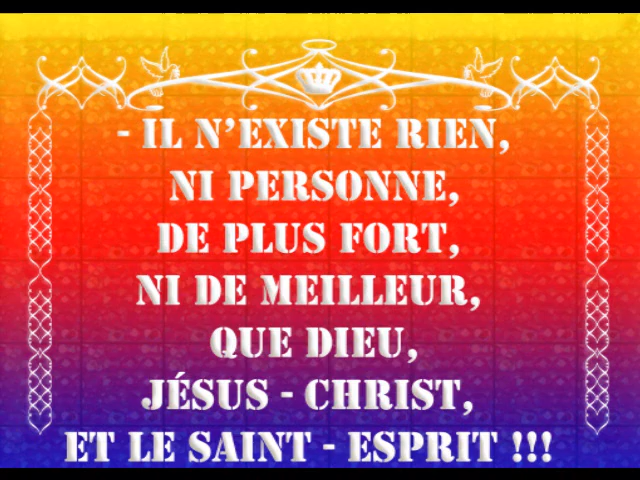 - IL N'EXISTE RIEN,
NI PERSONNE,
DE PLUS FORT,
NI DE MEILLEUR,
QUE DIEU,
JÉSUS - CHRIST,
ET LE SAINT - ESPRIT !!!